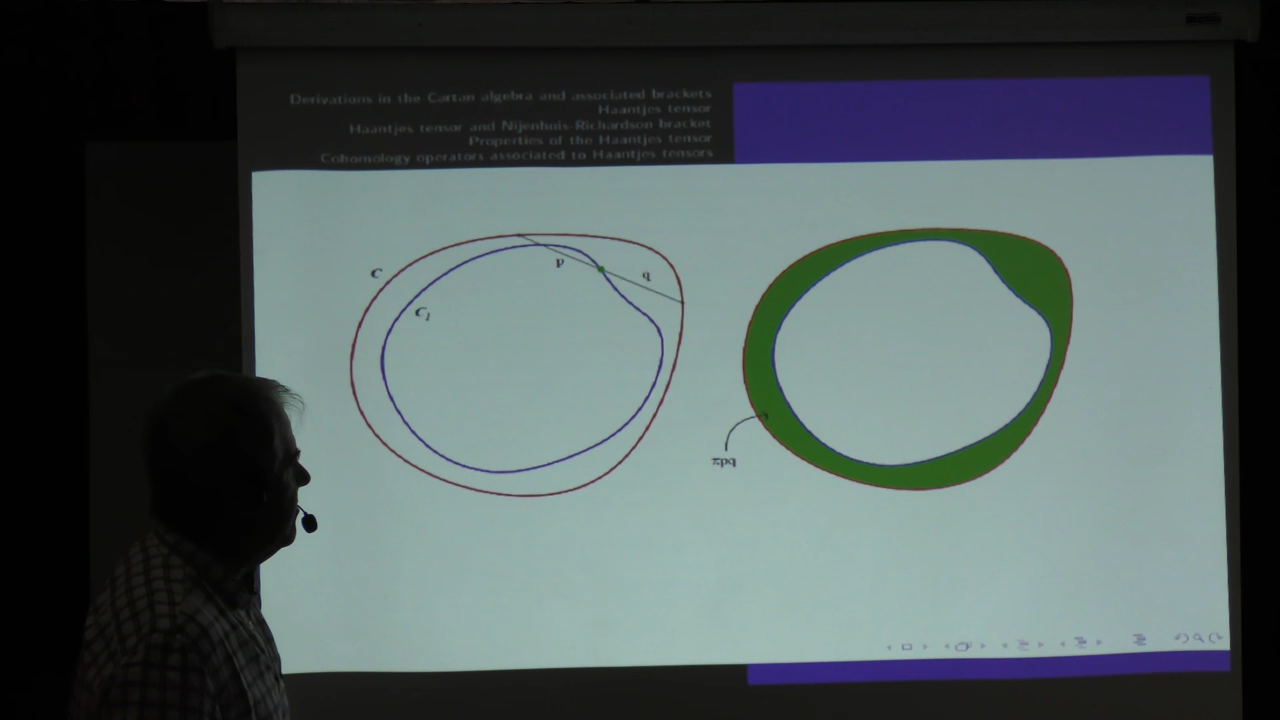 Derivations in the Cartan algebra and associated brackets
Haantjes tensor
Haantjes tensor and Nijenhuis-Richardson bracket
Properties of the Haantjes tensor
Cohomology operators associated to Haantjes tensors
C
p
q
C₁
πpq